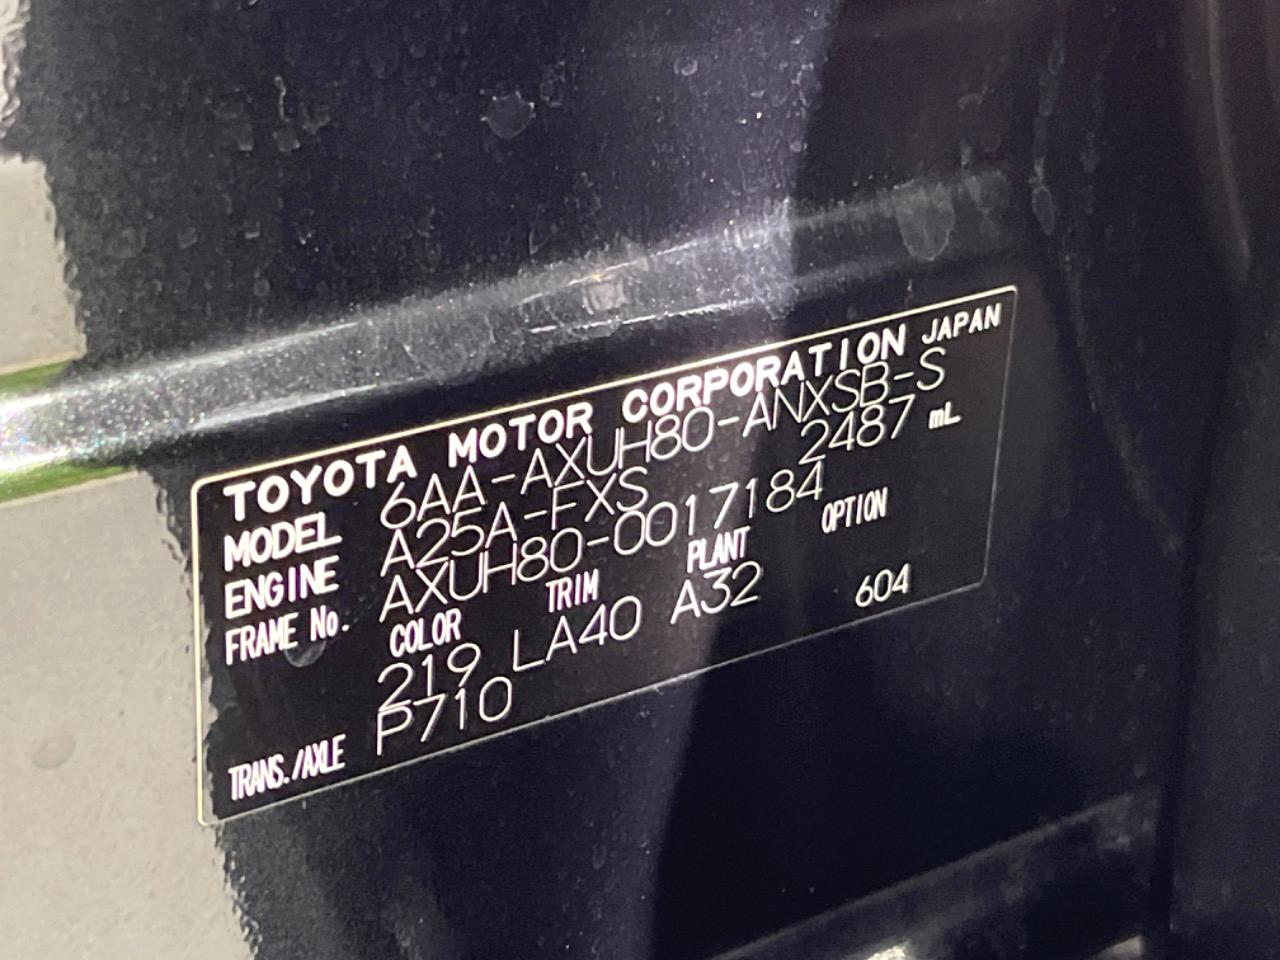 TOYOTA MOTOR CORPORATION JAPAN
MODEL 6AA-AXUH80-ANXSB-S
ENGINE A25A-FXS 2487 mL
FRAME No. AXUH80-0017184
COLOR TRIM PLANT OPTION
219 LA40 A32 604
TRANS./AXLE P710